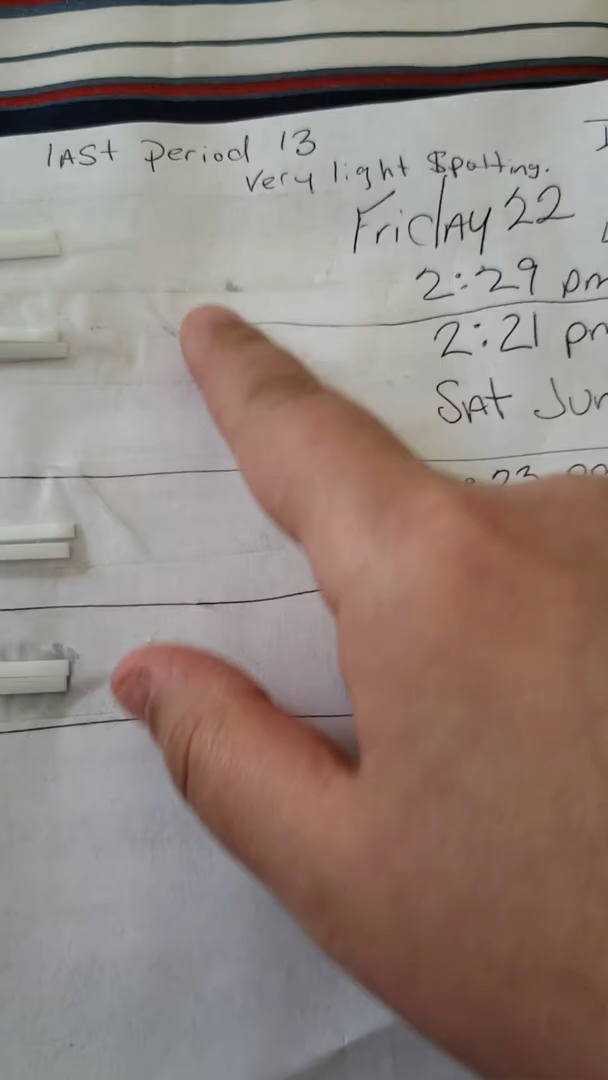 last period 13
very light spotting.
Friday 22
2:29 pm
2:21 pm
Sat Jun